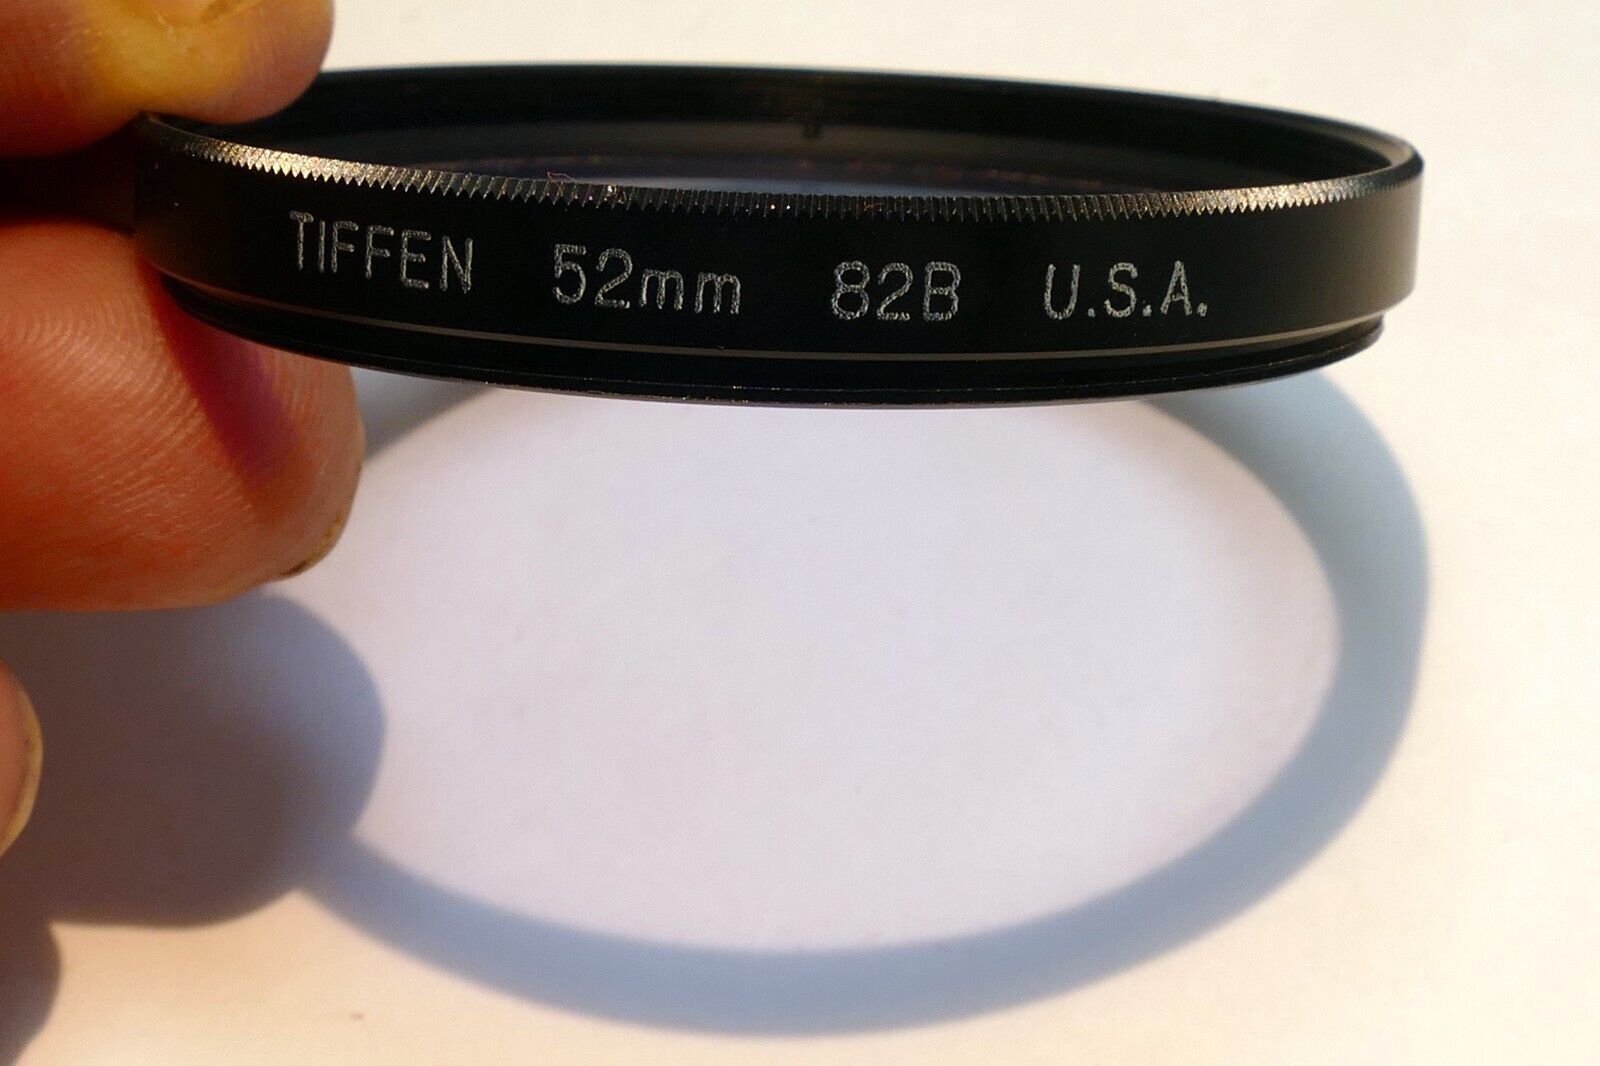 TIFFEN 52mm 82B U.S.A.